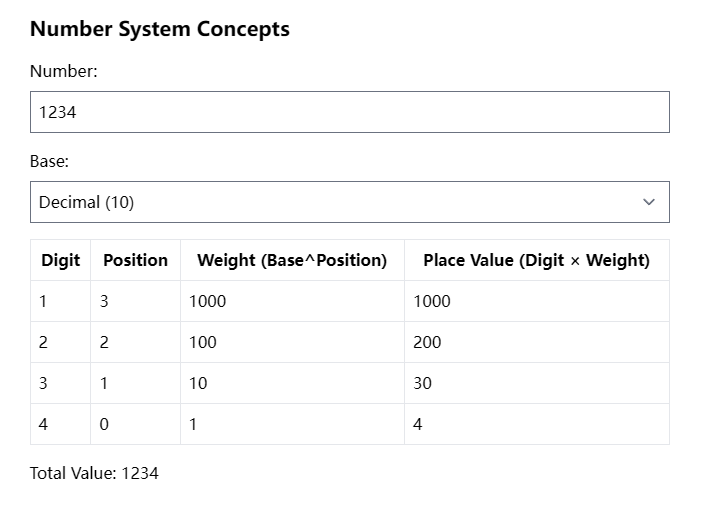 Number System Concepts
Number:
1234
Base:
Decimal (10)
Digit Position Weight (Base^Position) Place Value (Digit × Weight)
1 3 1000 1000
2 2 100 200
3 1 10 30
4 0 1 4
Total Value: 1234